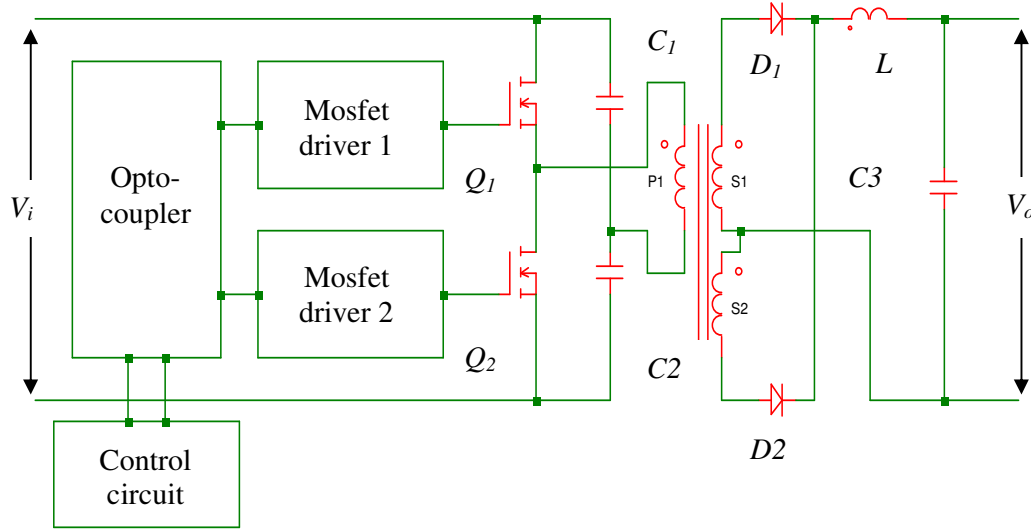 C1
D1
L
Mosfet
driver 1
Opto-
coupler
Q1
P1
S1
C3
Vi
Vo
Mosfet
driver 2
S2
Q2
C2
D2
Control
circuit